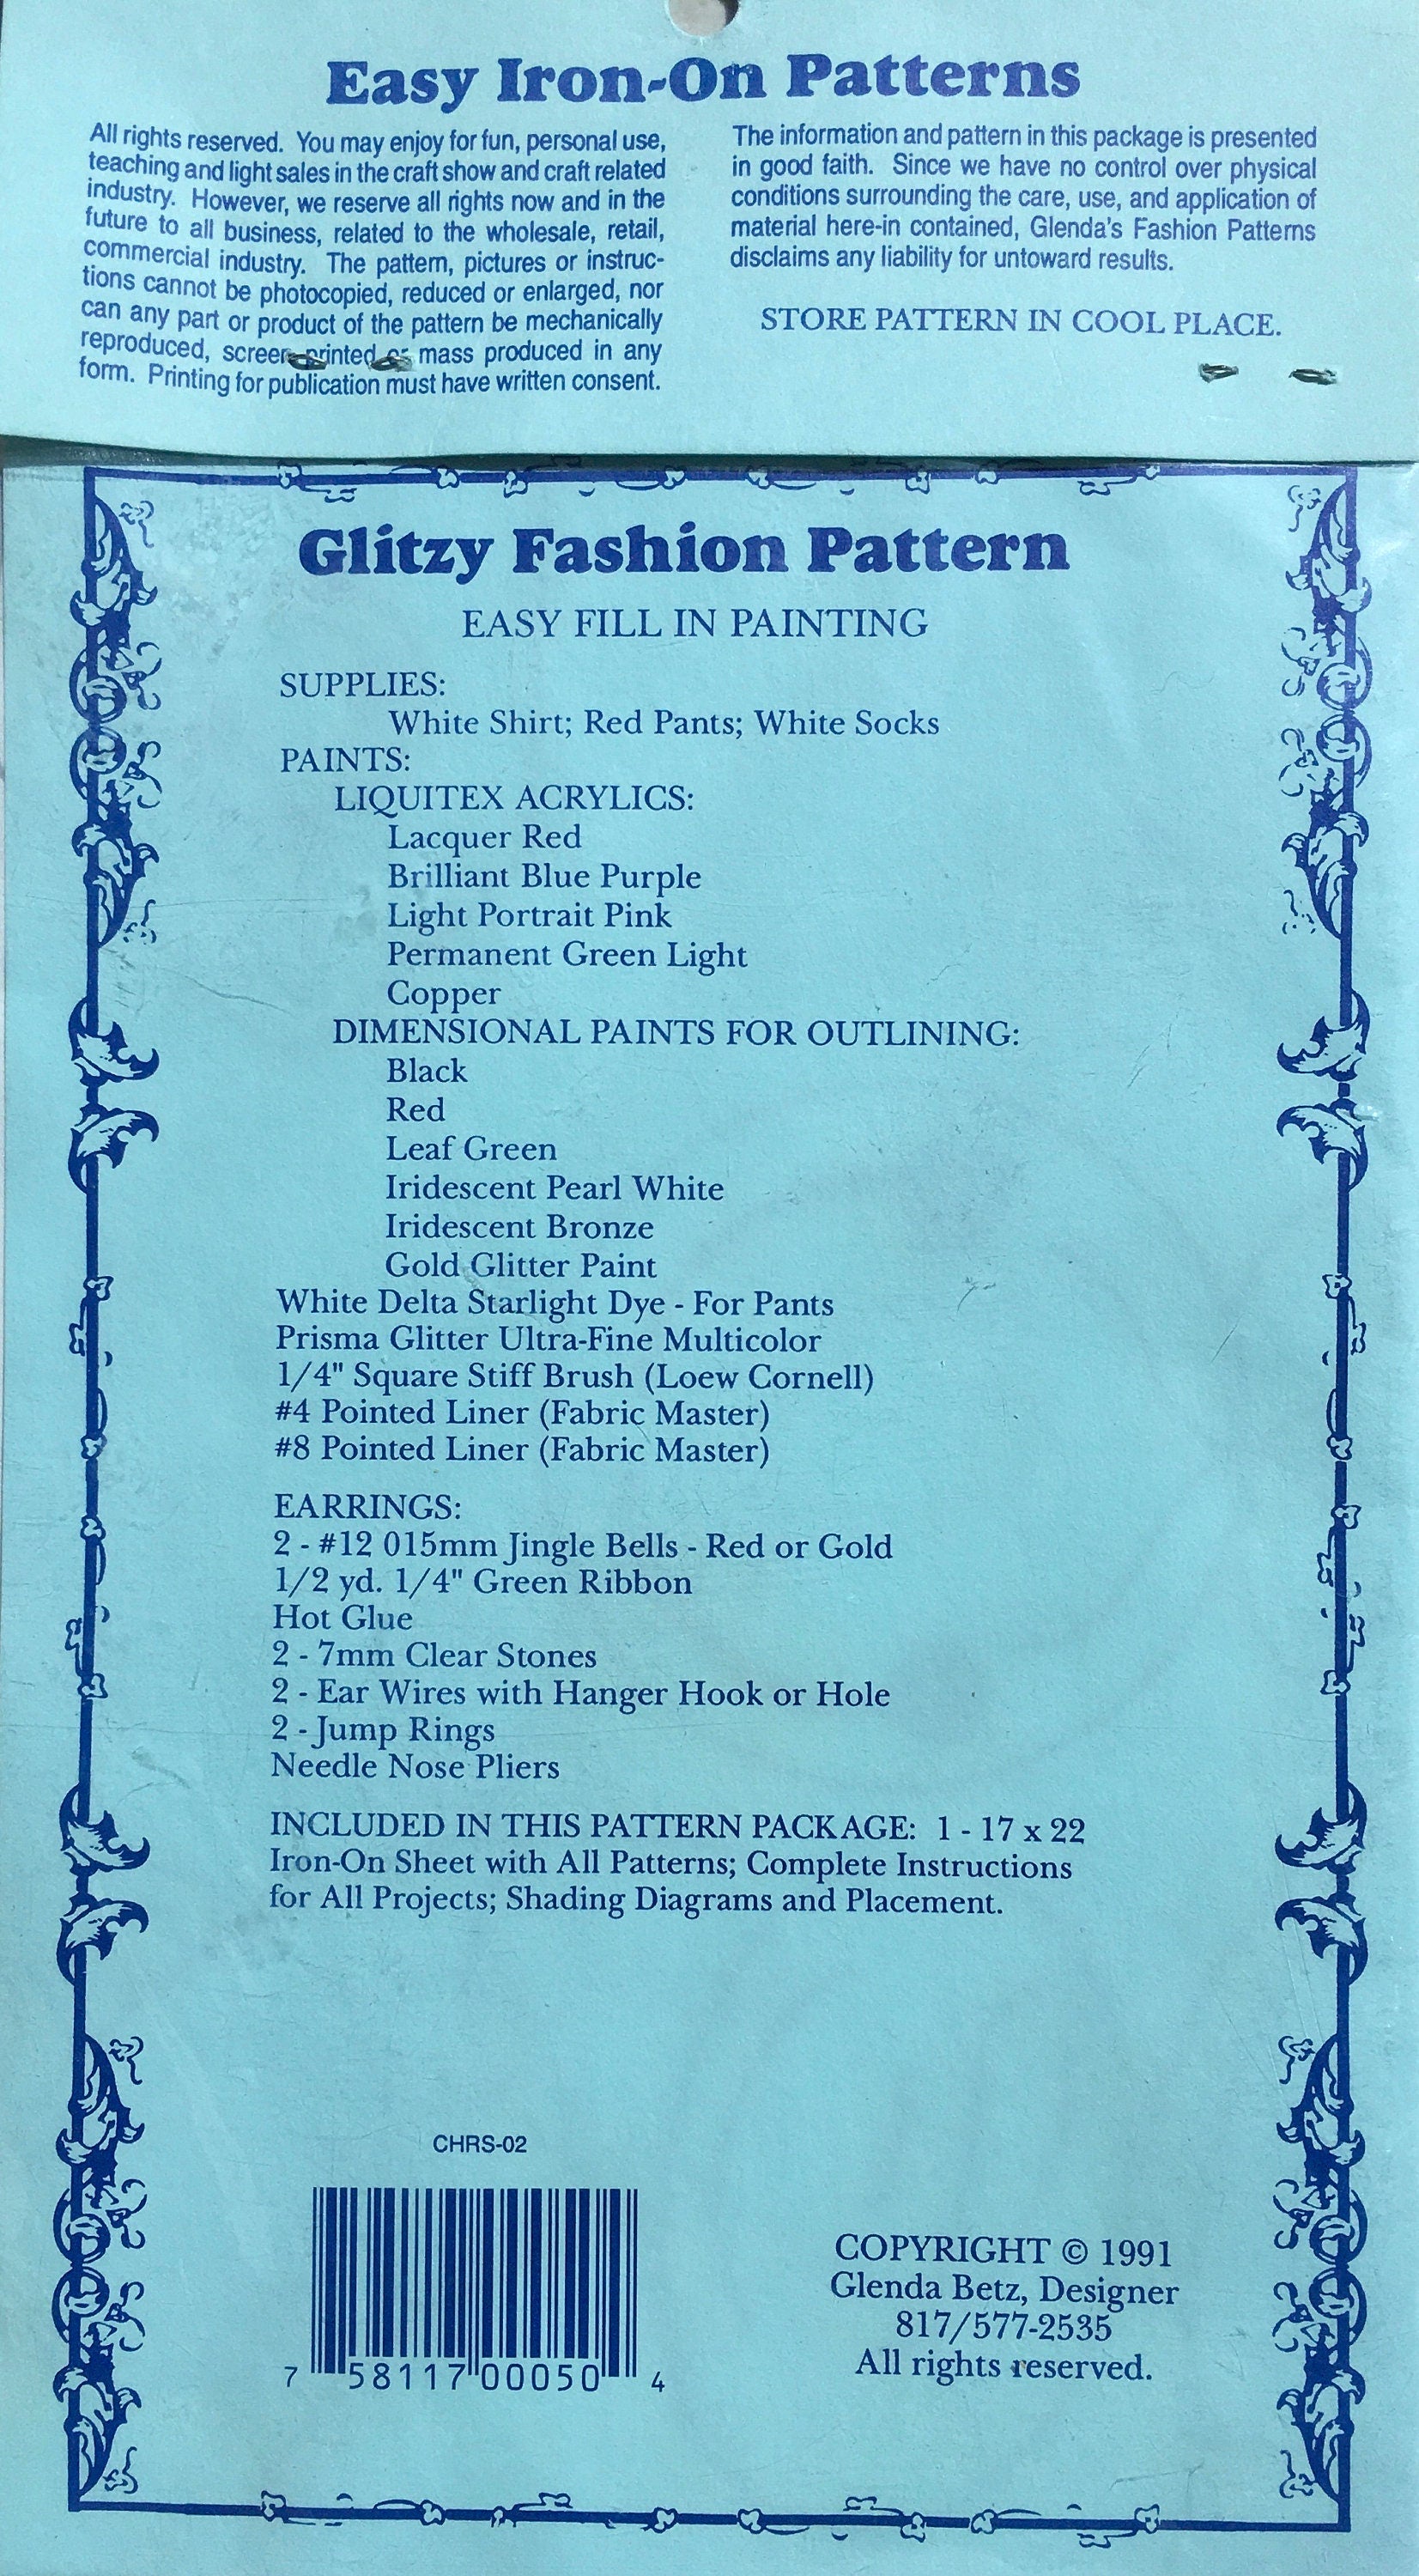 Easy Iron-On Patterns
All rights reserved. You may enjoy for fun, personal use,
teaching and light sales in the craft show and craft related
industry. However, we reserve all rights now and in the
future to all business, related to the wholesale, retail,
commercial industry. The pattern, pictures or instruc-
tions cannot be photocopied, reduced or enlarged, nor
can any part or product of the pattern be mechanically
reproduced, screen printed or mass produced in any
form. Printing for publication must have written consent.
The information and pattern in this package is presented
in good faith. Since we have no control over physical
conditions surrounding the care, use, and application of
material here-in contained, Glenda's Fashion Patterns
disclaims any liability for untoward results.
STORE PATTERN IN COOL PLACE.
Glitzy Fashion Pattern
EASY FILL IN PAINTING
SUPPLIES:
White Shirt; Red Pants; White Socks
PAINTS:
LIQUITEX ACRYLICS:
Lacquer Red
Brilliant Blue Purple
Light Portrait Pink
Permanent Green Light
Copper
DIMENSIONAL PAINTS FOR OUTLINING:
Black
Red
Leaf Green
Iridescent Pearl White
Iridescent Bronze
Gold Glitter Paint
White Delta Starlight Dye - For Pants
Prisma Glitter Ultra-Fine Multicolor
1/4" Square Stiff Brush (Loew Cornell)
#4 Pointed Liner (Fabric Master)
#8 Pointed Liner (Fabric Master)
EARRINGS:
2 - #12 015mm Jingle Bells - Red or Gold
1/2 yd. 1/4" Green Ribbon
Hot Glue
2 - 7mm Clear Stones
2 - Ear Wires with Hanger Hook or Hole
2 - Jump Rings
Needle Nose Pliers
INCLUDED IN THIS PATTERN PACKAGE: 1 - 17 x 22
Iron-On Sheet with All Patterns; Complete Instructions
for All Projects; Shading Diagrams and Placement.
CHRS-02
7 58117 00050 4
COPYRIGHT © 1991
Glenda Betz, Designer
817/577-2535
All rights reserved.